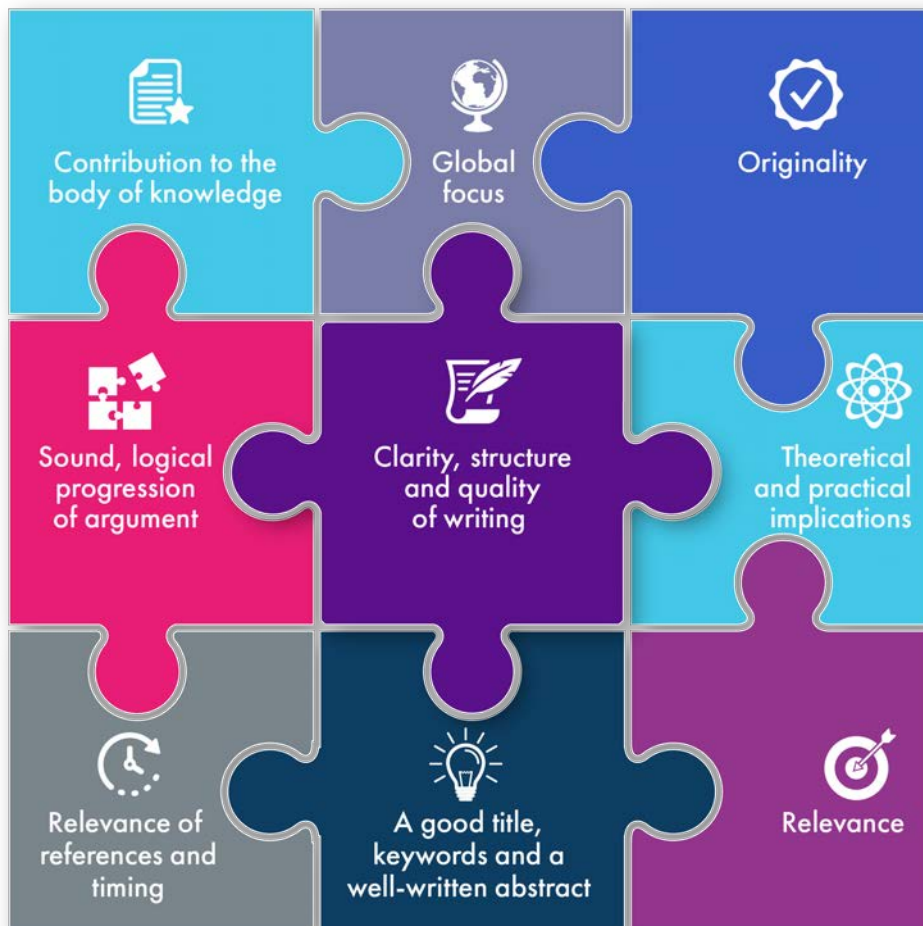 Contribution to the
body of knowledge
Global
focus
Originality
Sound, logical
progression
of argument
Clarity, structure
and quality
of writing
Theoretical
and practical
implications
Relevance of
references and
timing
A good title,
keywords and a
well-written abstract
Relevance